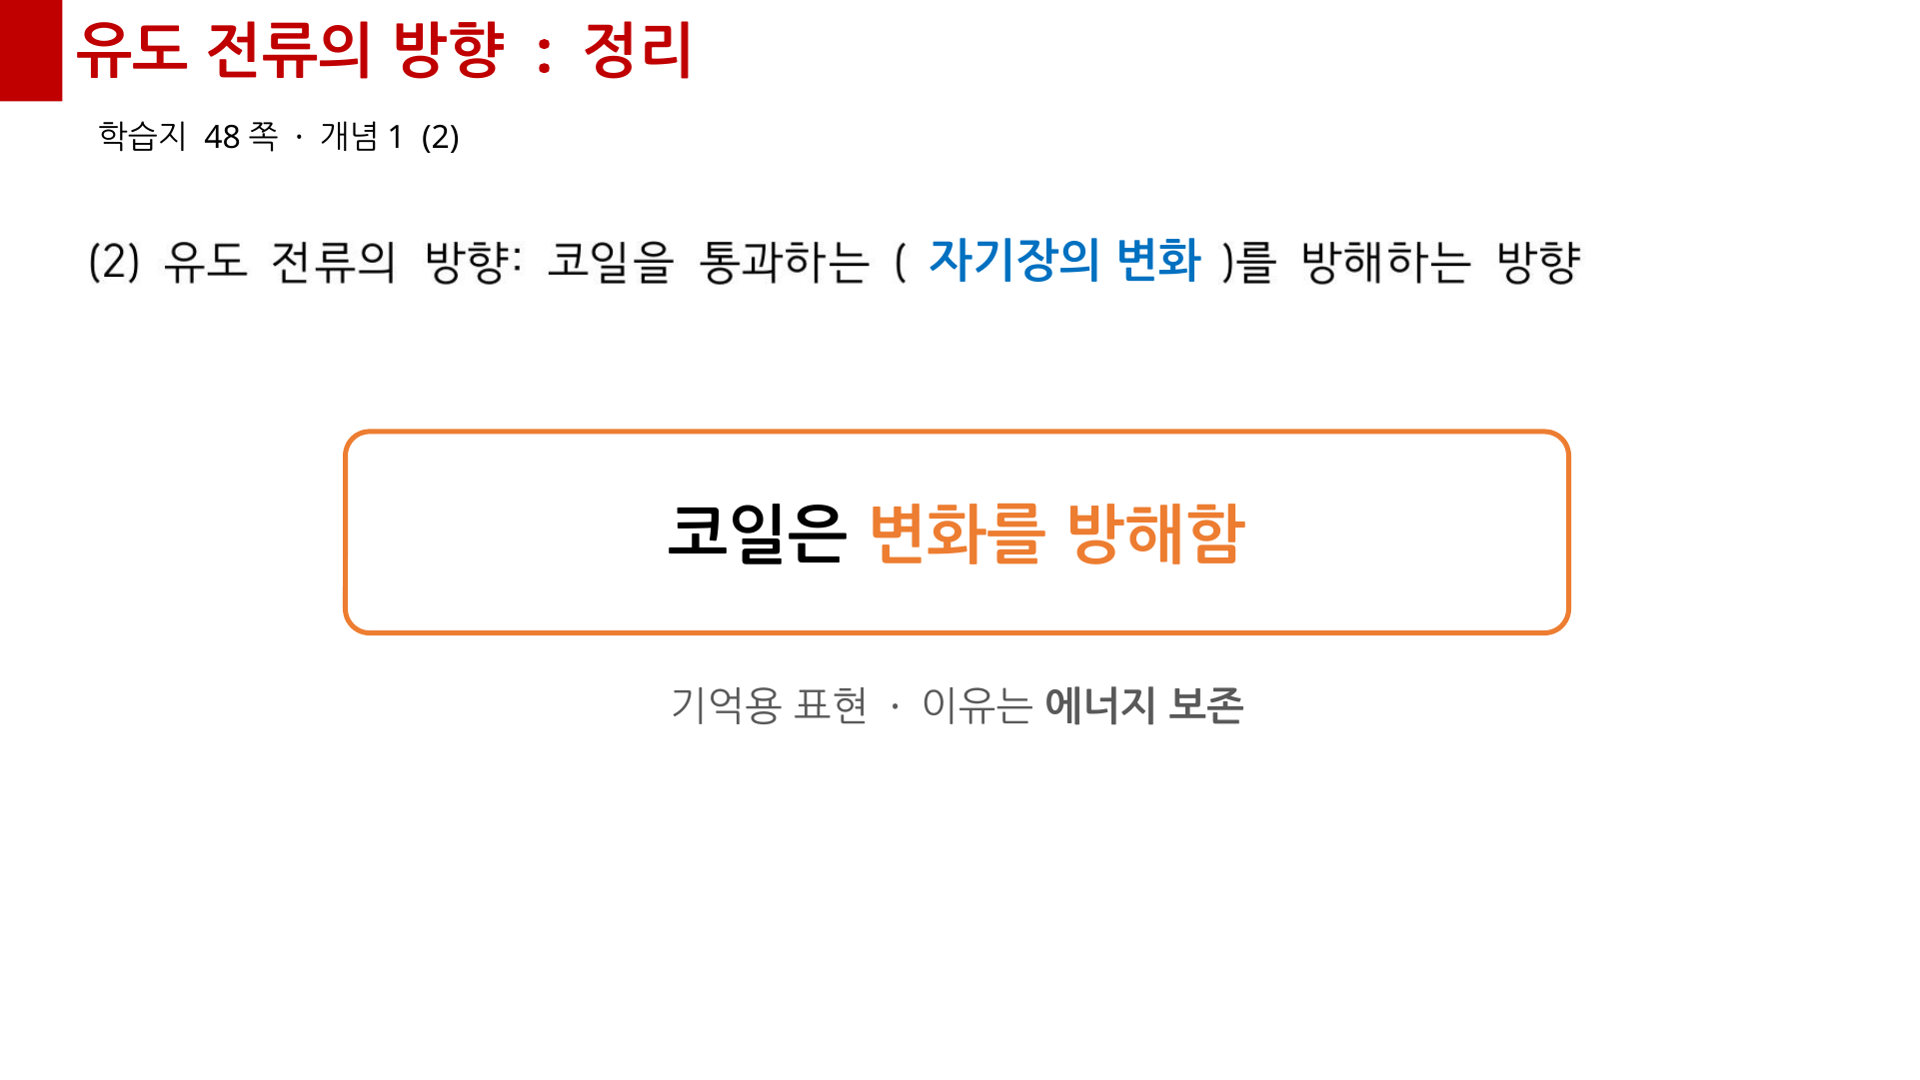 유도 전류의 방향 : 정리
학습지 48쪽 · 개념1 (2)
(2) 유도 전류의 방향: 코일을 통과하는 ( 자기장의 변화 )를 방해하는 방향
코일은 변화를 방해함
기억용 표현 · 이유는 에너지 보존